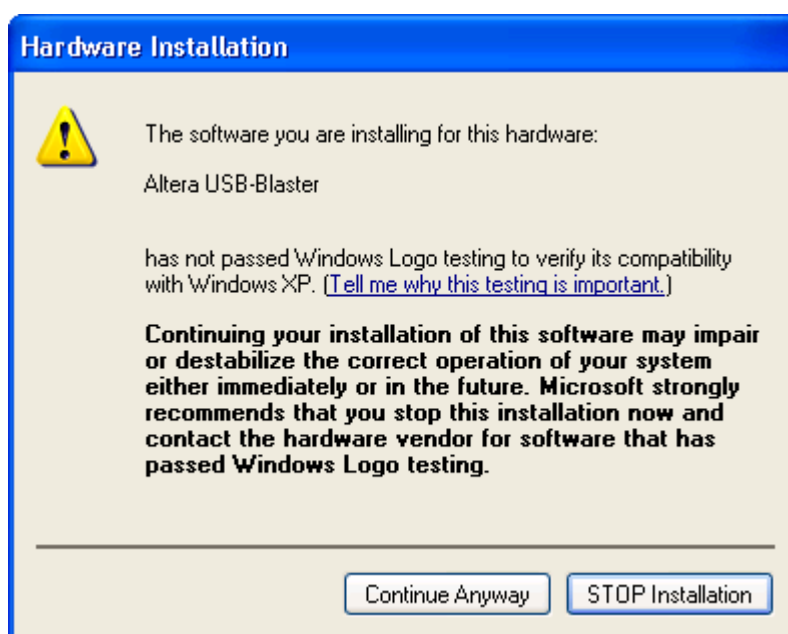 Hardware Installation
The software you are installing for this hardware:
Altera USB-Blaster
has not passed Windows Logo testing to verify its compatibility
with Windows XP. (Tell me why this testing is important.)
Continuing your installation of this software may impair
or destabilize the correct operation of your system
either immediately or in the future. Microsoft strongly
recommends that you stop this installation now and
contact the hardware vendor for software that has
passed Windows Logo testing.
Continue Anyway
STOP Installation